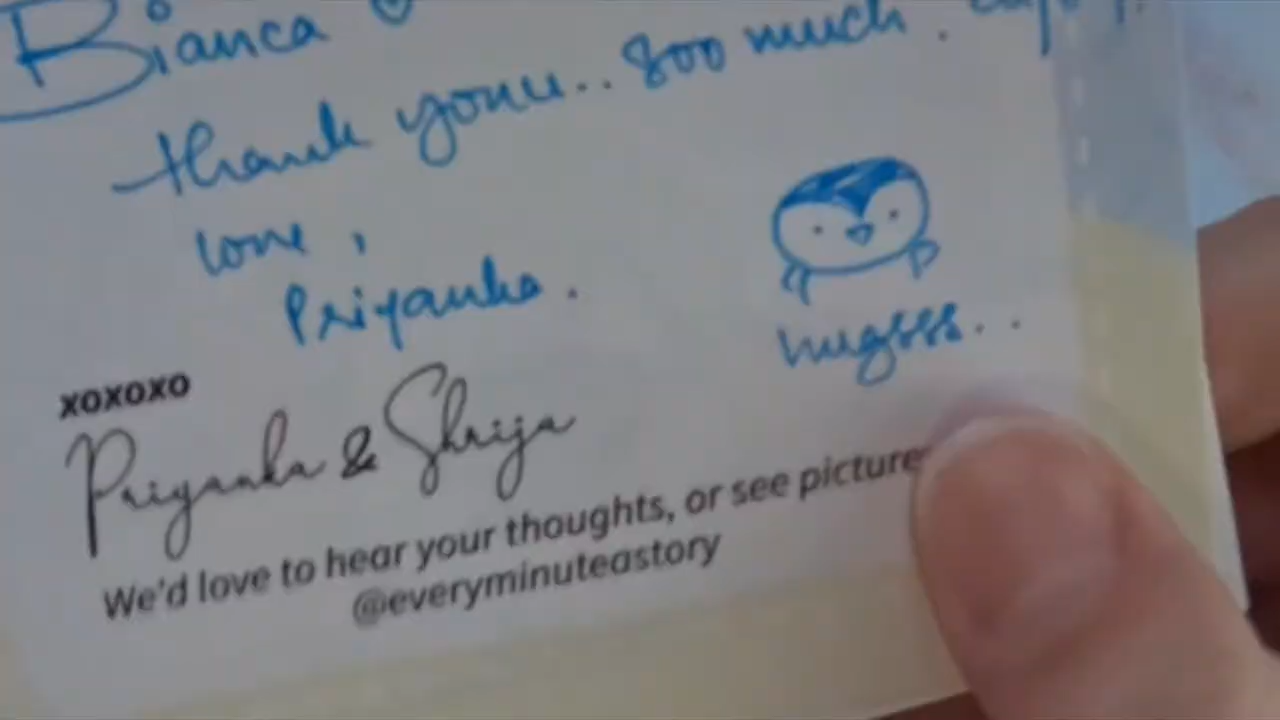 Bianca
Thank youu.. soo much.
love,
Priyanka.
hugsss..
xoxoxo
Priyanka & Shrija
We'd love to hear your thoughts, or see picture
@everyminuteastory